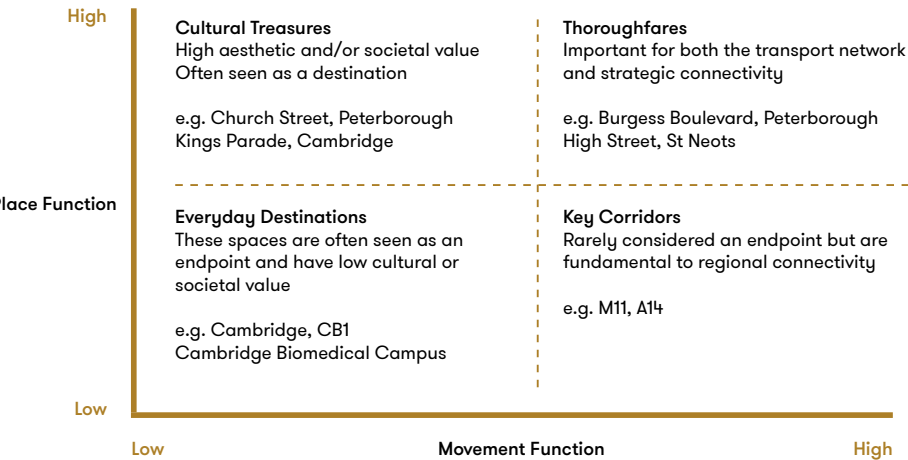 High
Cultural Treasures
High aesthetic and/or societal value
Often seen as a destination
e.g. Church Street, Peterborough
Kings Parade, Cambridge
Thoroughfares
Important for both the transport network
and strategic connectivity
e.g. Burgess Boulevard, Peterborough
High Street, St Neots
Place Function
Everyday Destinations
These spaces are often seen as an
endpoint and have low cultural or
societal value
e.g. Cambridge, CB1
Cambridge Biomedical Campus
Key Corridors
Rarely considered an endpoint but are
fundamental to regional connectivity
e.g. M11, A14
Low
Low
Movement Function
High